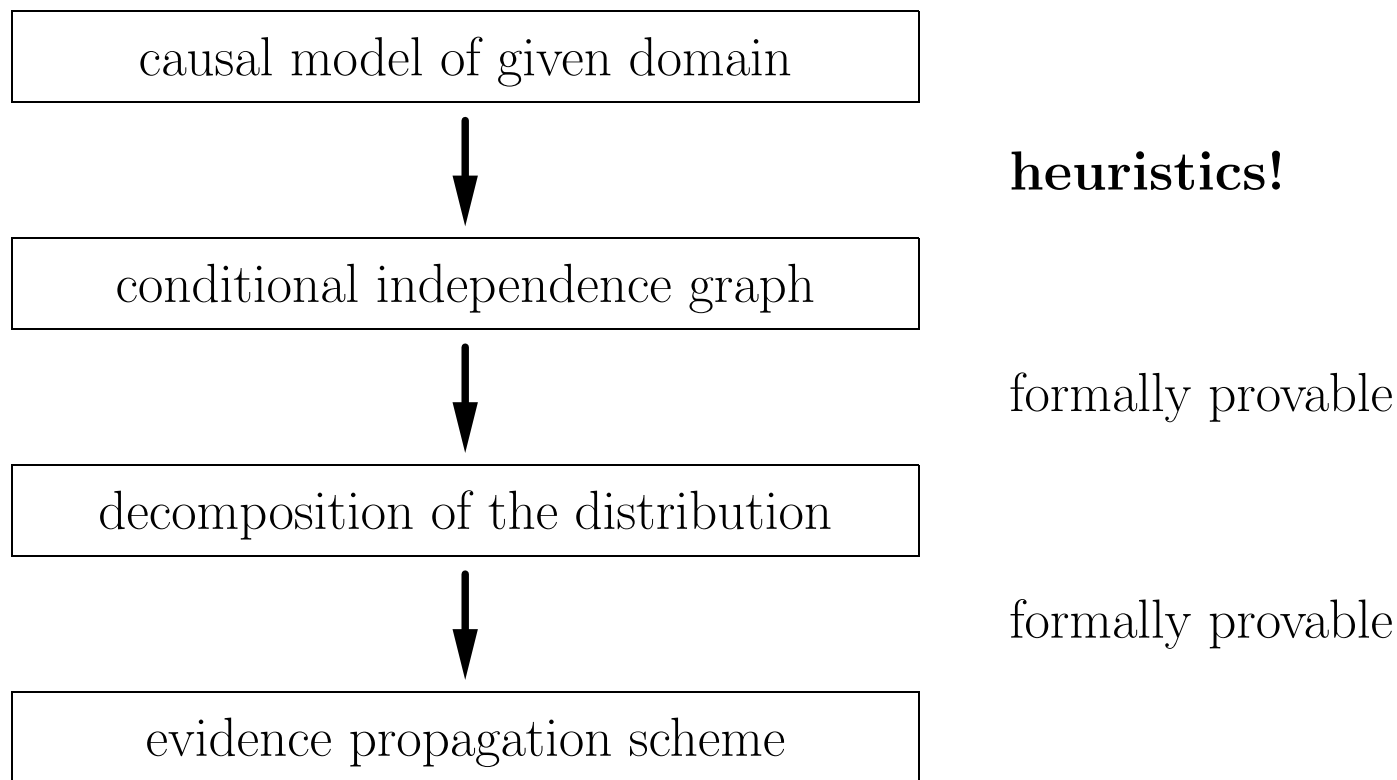 causal model of given domain
heuristics!
conditional independence graph
formally provable
decomposition of the distribution
formally provable
evidence propagation scheme